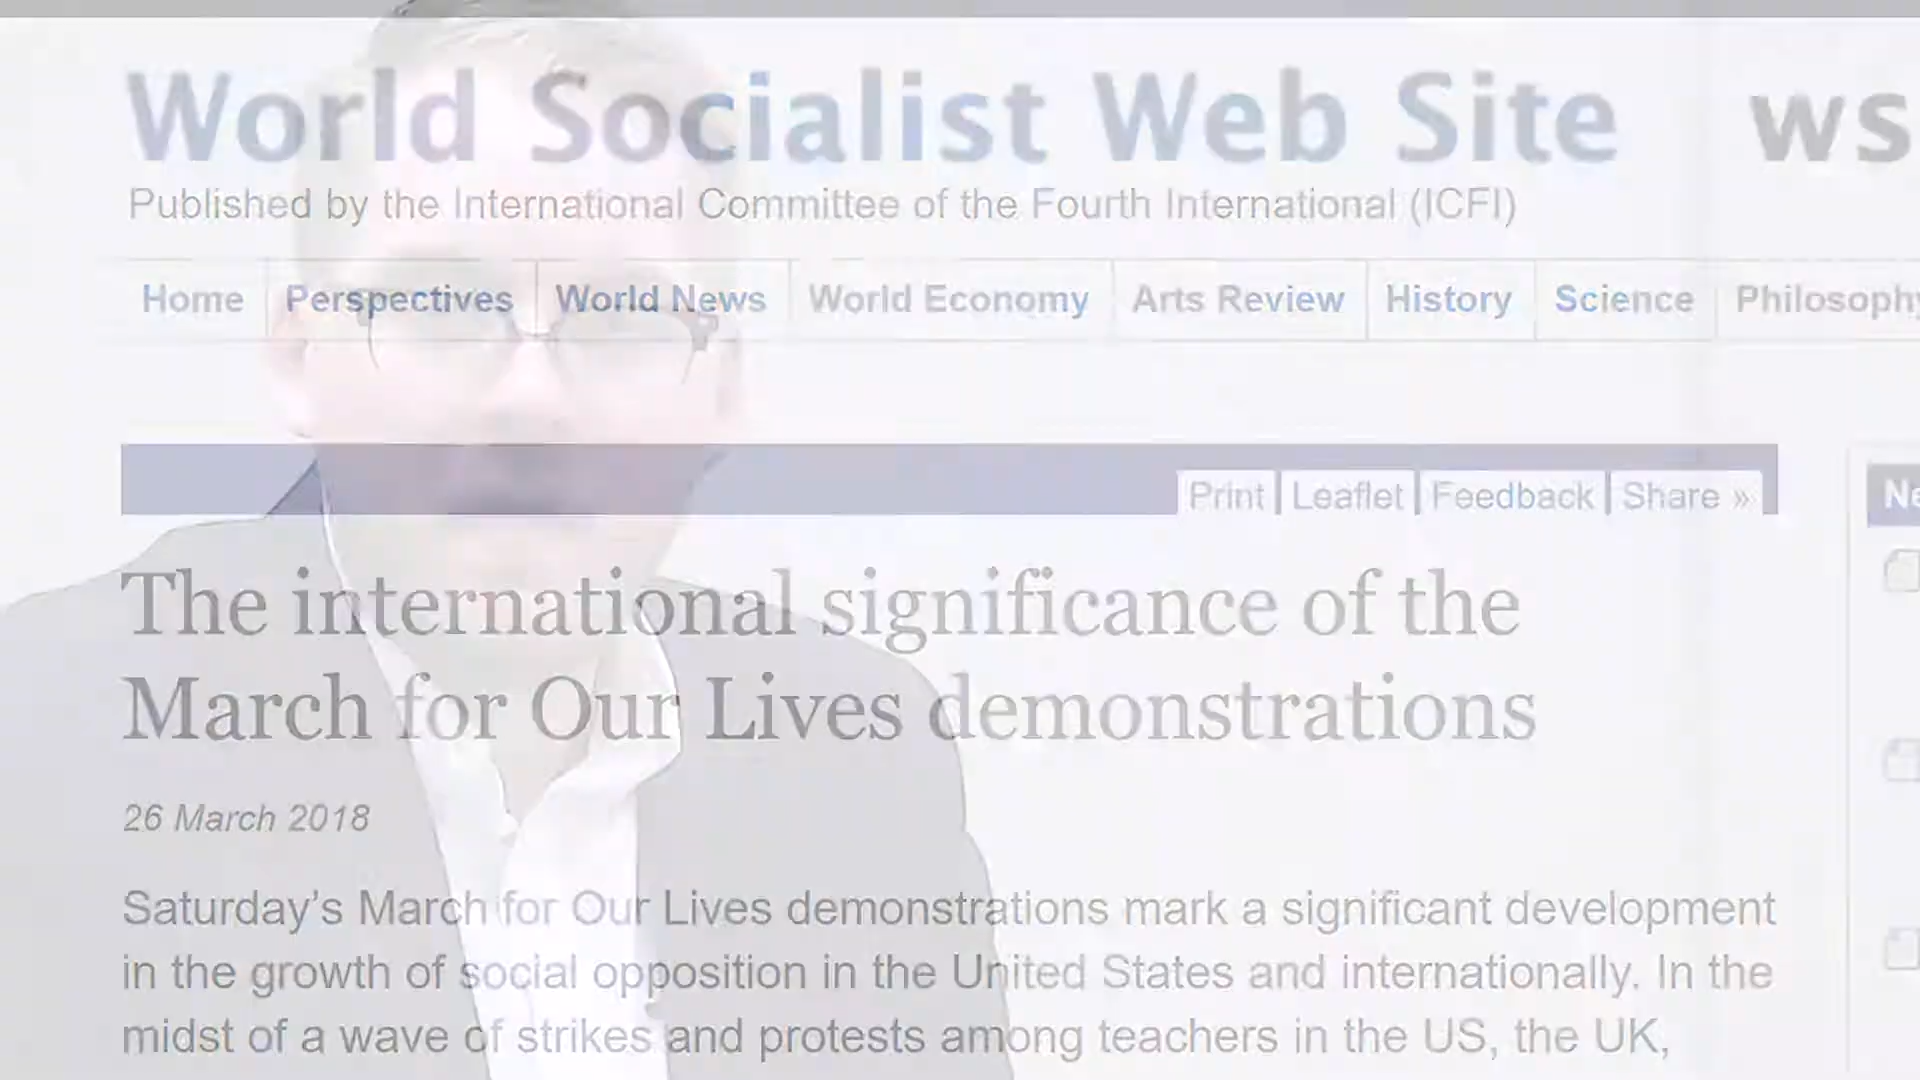 World Socialist Web Site ws
Published by the International Committee of the Fourth International (ICFI)
Home Perspectives World News World Economy Arts Review History Science Philosophy
Print Leaflet Feedback Share »
Ne
The international significance of the
March for Our Lives demonstrations
26 March 2018
Saturday's March for Our Lives demonstrations mark a significant development
in the growth of social opposition in the United States and internationally. In the
midst of a wave of strikes and protests among teachers in the US, the UK,